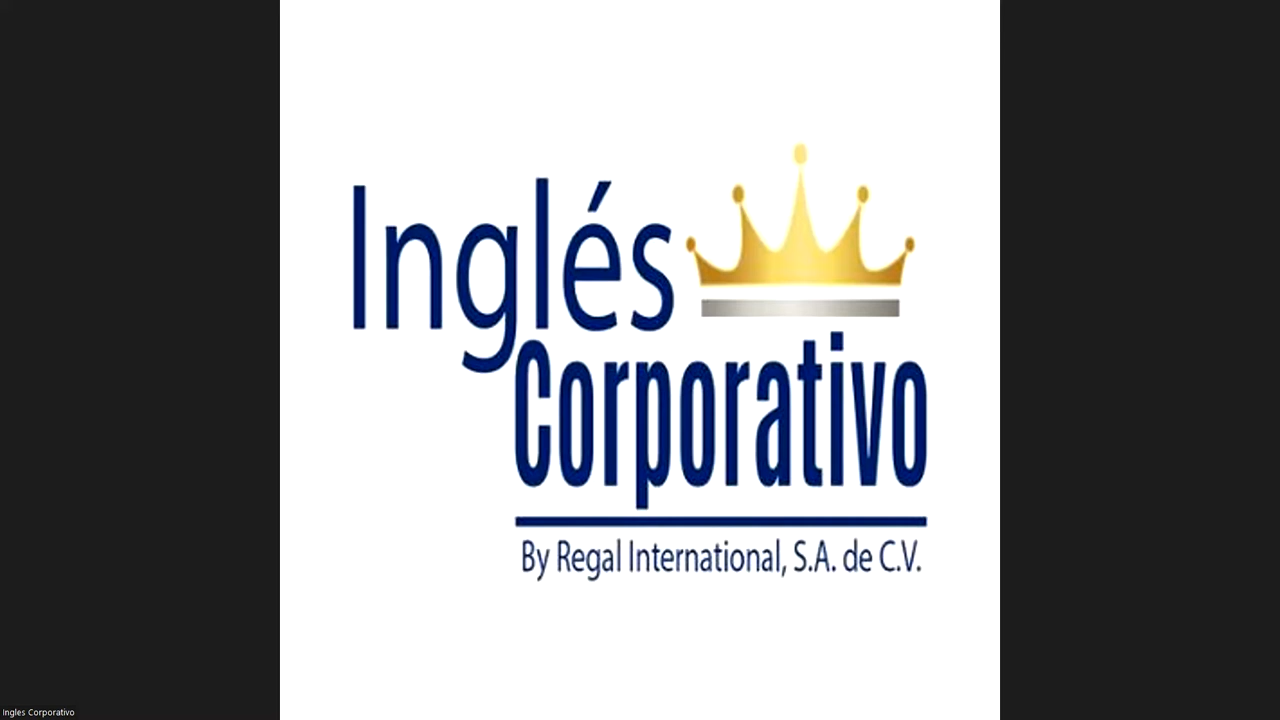 Inglés
Corporativo
By Regal International, S.A. de C.V.
Ingles Corporativo